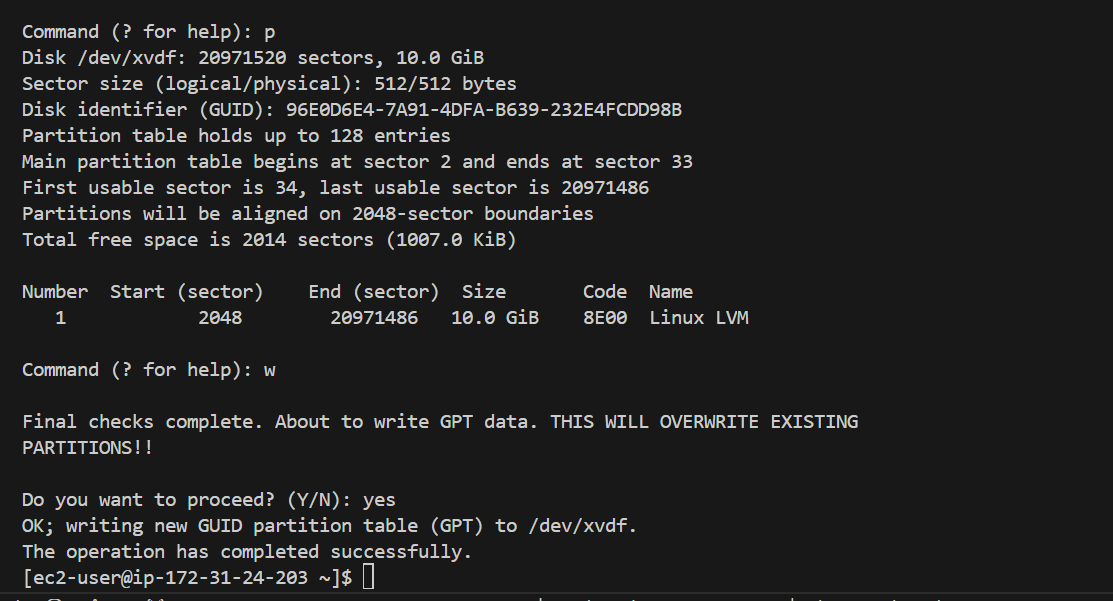 Command (? for help): p
Disk /dev/xvdf: 20971520 sectors, 10.0 GiB
Sector size (logical/physical): 512/512 bytes
Disk identifier (GUID): 96E0D6E4-7A91-4DFA-B639-232E4FCDD98B
Partition table holds up to 128 entries
Main partition table begins at sector 2 and ends at sector 33
First usable sector is 34, last usable sector is 20971486
Partitions will be aligned on 2048-sector boundaries
Total free space is 2014 sectors (1007.0 KiB)
Number  Start (sector)    End (sector)  Size       Code  Name
   1            2048        20971486   10.0 GiB    8E00  Linux LVM
Command (? for help): w
Final checks complete. About to write GPT data. THIS WILL OVERWRITE EXISTING
PARTITIONS!!
Do you want to proceed? (Y/N): yes
OK; writing new GUID partition table (GPT) to /dev/xvdf.
The operation has completed successfully.
[ec2-user@ip-172-31-24-203 ~]$